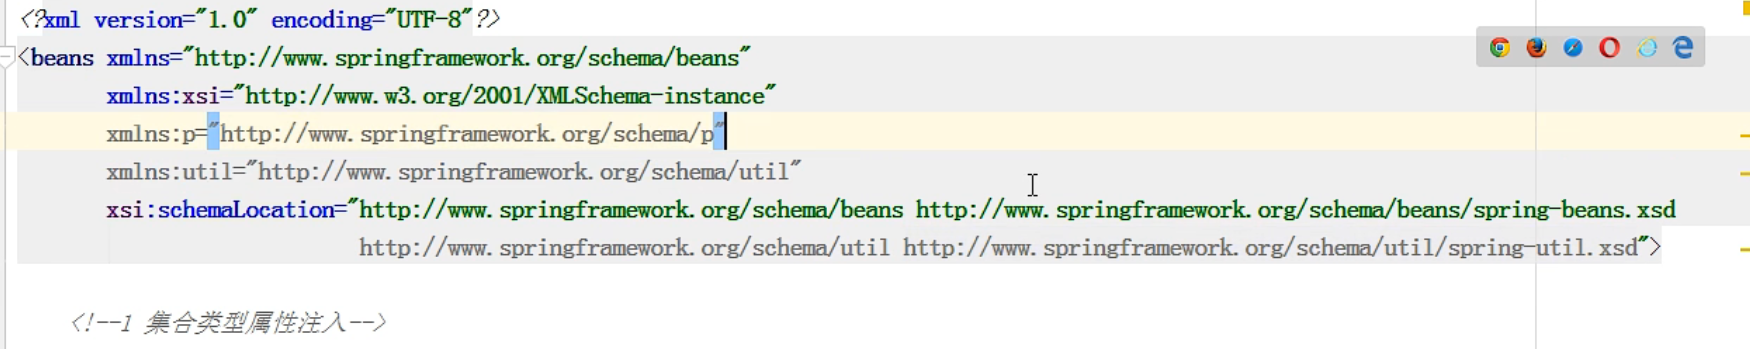 <?xml version="1.0" encoding="UTF-8"?>
<beans xmlns="http://www.springframework.org/schema/beans"
xmlns:xsi="http://www.w3.org/2001/XMLSchema-instance"
xmlns:p="http://www.springframework.org/schema/p"
xmlns:util="http://www.springframework.org/schema/util"
xsi:schemaLocation="http://www.springframework.org/schema/beans http://www.springframework.org/schema/beans/spring-beans.xsd
http://www.springframework.org/schema/util http://www.springframework.org/schema/util/spring-util.xsd">
<!--1 集合类型属性注入-->